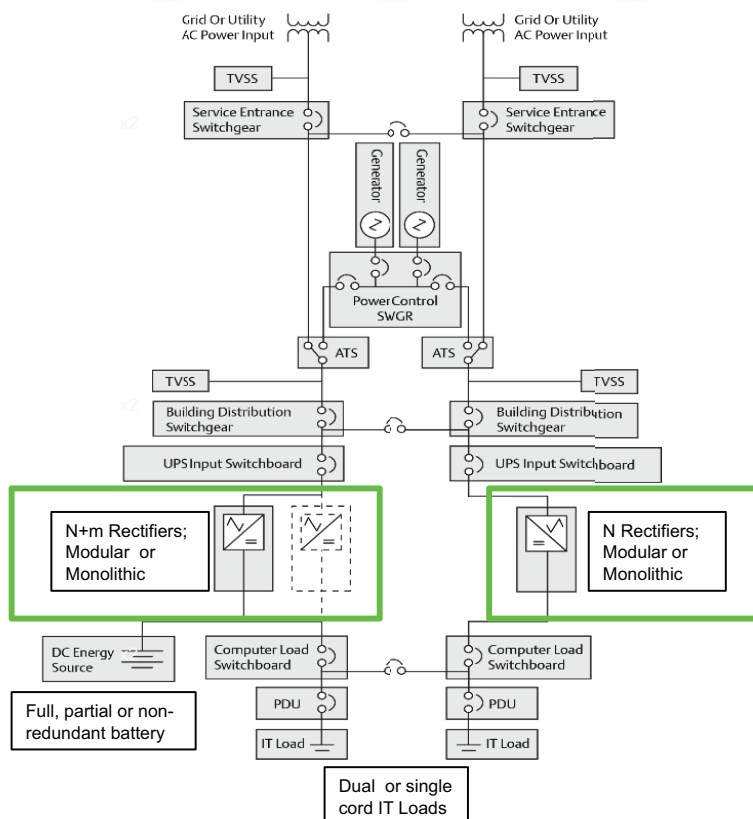 Grid Or Utility
AC Power Input
Grid Or Utility
AC Power Input
TVSS
TVSS
x2
Service Entrance
Switchgear
Service Entrance
Switchgear
Generator
Generator
Power Control
SWGR
ATS
ATS
TVSS
TVSS
x2
Building Distribution
Switchgear
Building Distribution
Switchgear
UPS Input Switchboard
UPS Input Switchboard
N+m Rectifiers;
Modular or
Monolithic
N Rectifiers;
Modular or
Monolithic
DC Energy
Source
Computer Load
Switchboard
Computer Load
Switchboard
Full, partial or non-
redundant battery
PDU
PDU
IT Load
IT Load
Dual or single
cord IT Loads